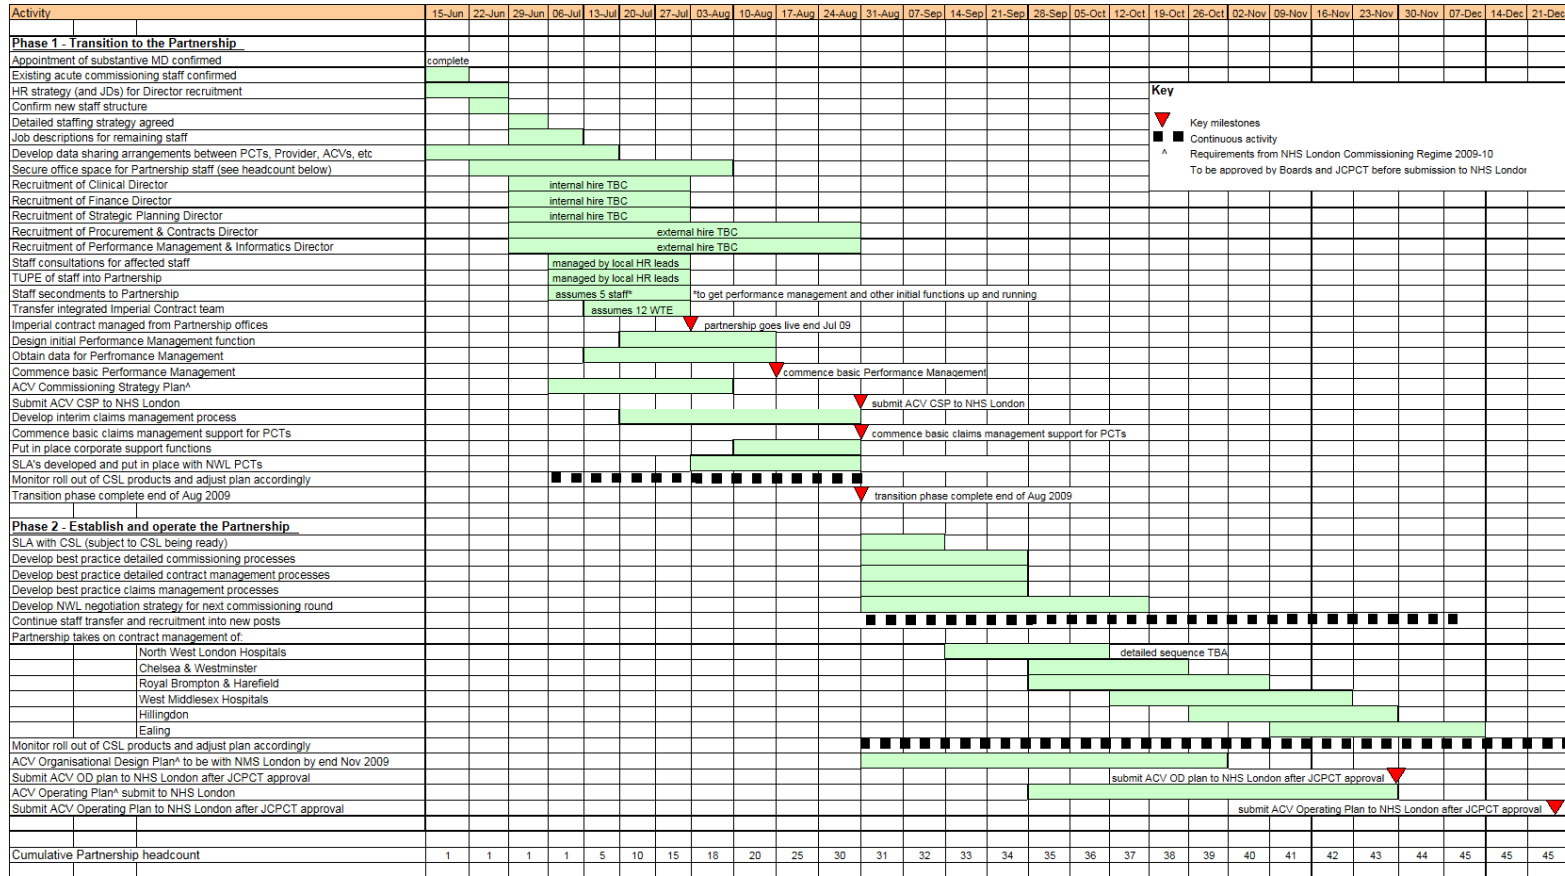 Activity 15-Jun 22-Jun 29-Jun 06-Jul 13-Jul 20-Jul 27-Jul 03-Aug 10-Aug 17-Aug 24-Aug 31-Aug 07-Sep 14-Sep 21-Sep 28-Sep 05-Oct 12-Oct 19-Oct 26-Oct 02-Nov 09-Nov 16-Nov 23-Nov 30-Nov 07-Dec 14-Dec 21-Dec
Phase 1 - Transition to the Partnership
Appointment of substantive MD confirmed complete
Existing acute commissioning staff confirmed
HR strategy (and JDs) for Director recruitment
Key
Confirm new staff structure
Detailed staffing strategy agreed
Key milestones
Job descriptions for remaining staff
Continuous activity
Develop data sharing arrangements between PCTs, Provider, ACVs, etc
^ Requirements from NHS London Commissioning Regime 2009-10
Secure office space for Partnership staff (see headcount below)
To be approved by Boards and JCPCT before submission to NHS London
Recruitment of Clinical Director internal hire TBC
Recruitment of Finance Director internal hire TBC
Recruitment of Strategic Planning Director internal hire TBC
Recruitment of Procurement & Contracts Director external hire TBC
Recruitment of Performance Management & Informatics Director external hire TBC
Staff consultations for affected staff managed by local HR leads
TUPE of staff into Partnership managed by local HR leads
Staff secondments to Partnership assumes 5 staff* *to get performance management and other initial functions up and running
Transfer integrated Imperial Contract team assumes 12 WTE
Imperial contract managed from Partnership offices partnership goes live end Jul 09
Design initial Performance Management function
Obtain data for Perfromance Management
Commence basic Performance Management commence basic Performance Management
ACV Commissioning Strategy Plan^
Submit ACV CSP to NHS London submit ACV CSP to NHS London
Develop interim claims management process
Commence basic claims management support for PCTs commence basic claims management support for PCTs
Put in place corporate support functions
SLA's developed and put in place with NWL PCTs
Monitor roll out of CSL products and adjust plan accordingly
Transition phase complete end of Aug 2009 transition phase complete end of Aug 2009
Phase 2 - Establish and operate the Partnership
SLA with CSL (subject to CSL being ready)
Develop best practice detailed commissioning processes
Develop best practice detailed contract management processes
Develop best practice claims management processes
Develop NWL negotiation strategy for next commissioning round
Continue staff transfer and recruitment into new posts
Partnership takes on contract management of:
North West London Hospitals detailed sequence TBA
Chelsea & Westminster
Royal Brompton & Harefield
West Middlesex Hospitals
Hillingdon
Ealing
Monitor roll out of CSL products and adjust plan accordingly
ACV Organisational Design Plan^ to be with NMS London by end Nov 2009
Submit ACV OD plan to NHS London after JCPCT approval submit ACV OD plan to NHS London after JCPCT approval
ACV Operating Plan^ submit to NHS London
Submit ACV Operating Plan to NHS London after JCPCT approval submit ACV Operating Plan to NHS London after JCPCT approval
Cumulative Partnership headcount 1 1 1 1 5 10 15 18 20 25 30 31 32 33 34 35 36 37 38 39 40 41 42 43 44 45 45 45